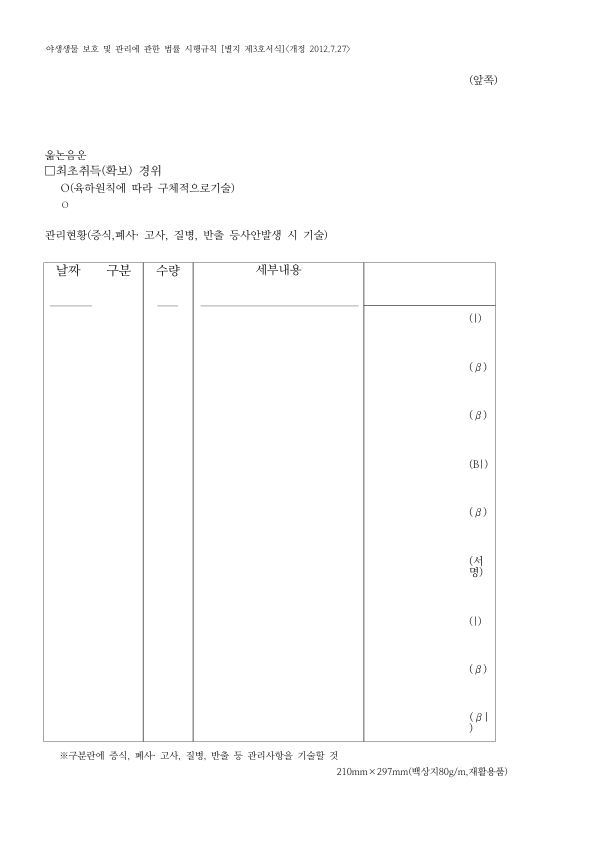 야생생물 보호 및 관리에 관한 법률 시행규칙 [별지 제3호서식]<개정 2012.7.27>
(앞쪽)
옮논음운
□최초취득(확보) 경위
O(육하원칙에 따라 구체적으로기술)
O
관리현황(증식,폐사· 고사, 질병, 반출 등사안발생 시 기술)
날짜 구분 수량 세부내용
(|)
(β)
(β)
(B|)
(β)
(서
명)
(|)
(β)
(β|
)
※구분란에 증식, 폐사· 고사, 질병, 반출 등 관리사항을 기술할 것
210mm×297mm(백상지80g/m,재활용품)